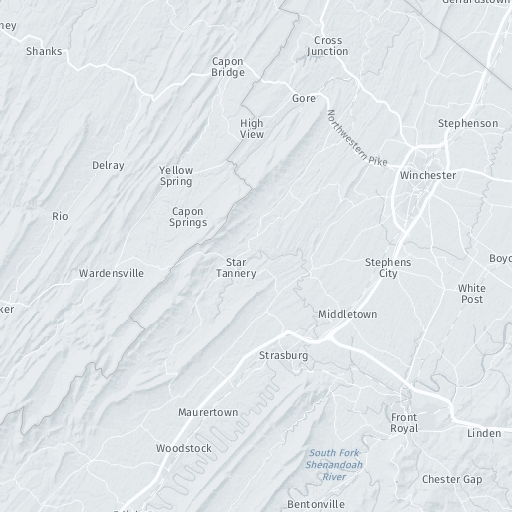 Shanks
Cross
Junction
Capon
Bridge
Gore
High
View
Northwestern Pike
Stephenson
Delray
Yellow
Spring
Winchester
Rio
Capon
Springs
Wardensville
Star
Tannery
Stephens
City
White
Post
Middletown
Strasburg
Maurertown
Front
Royal
Linden
Woodstock
South Fork
Shenandoah
River
Chester Gap
Bentonville